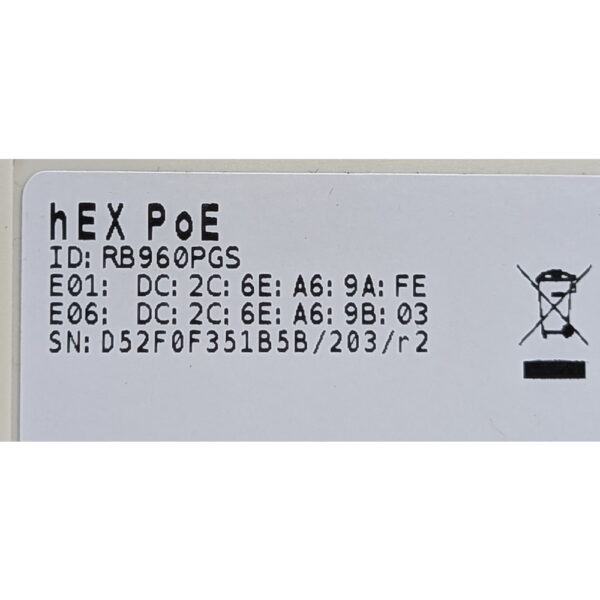 hEX PoE
ID: RB960PGS
E01: DC: 2C: 6E: A6: 9A: FE
E06: DC: 2C: 6E: A6: 9B: 03
SN: D52F0F351B5B/203/r2